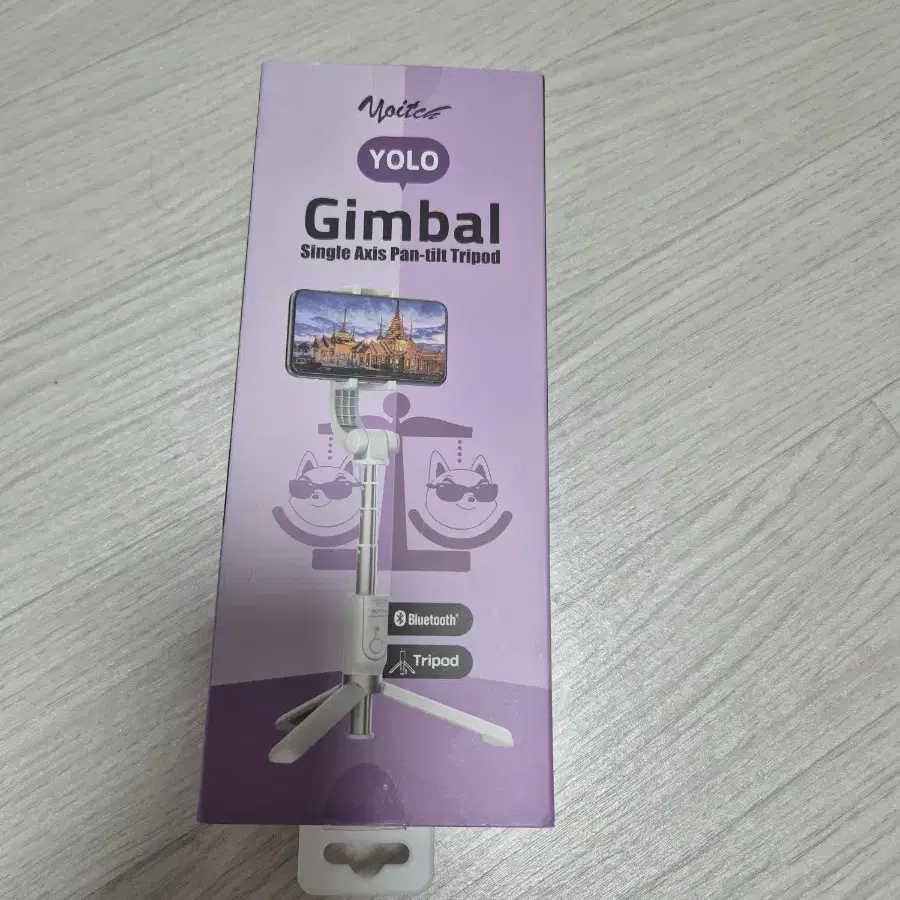 Yoitch
YOLO
Gimbal
Single Axis Pan-tilt Tripod
Bluetooth®
Tripod